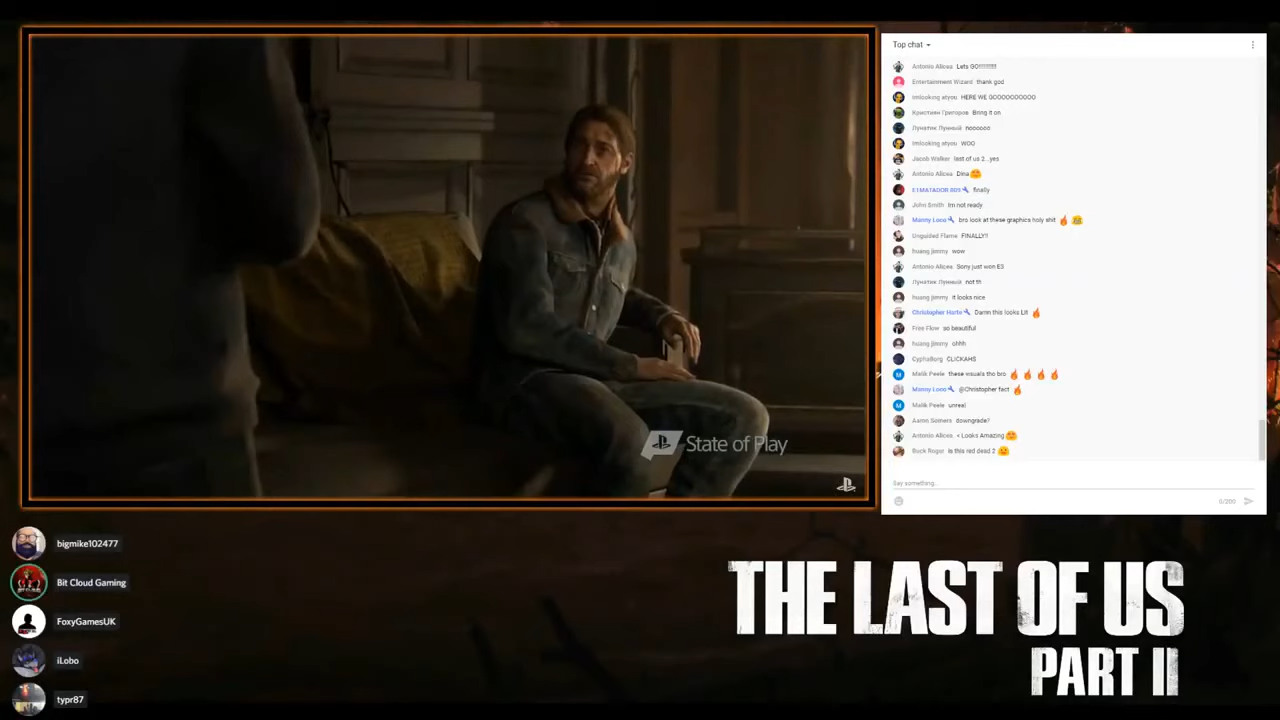 Top chat
Antonio Alicea Lets GO!!!!!!!!!!
Entertainment Wizard thank god
Imlooking atyou HERE WE GOOOOOOOOOO
Кристиян Григоров Bring it on
Лунатик Лунный noooood
Imlooking atyou WOO
Jacob Walker last of us 2...yes
Antonio Alicea Dina
finally
John Smith Im not ready
Manny Loco bro look at these graphics holy shit
Unguided Flame FINALLY!!
huang jimmy wow
Antonio Alicea Sony just won E3
Лунатик Лунный not th
huang jimmy it looks nice
Christopher Harte Damn this looks Lit
Free Flow so beautiful
huang jimmy ohhh
CyphaBorg CLICKAHS
Malik Peele these visuals tho bro
Manny Loco @Christopher fact
Malik Peele unreal
Aaron Somers downgrade?
Antonio Alicea < Looks Amazing
Buck Roger Is this red dead 2
Say something...
0/200
State of Play
bigmike102477
Bit Cloud Gaming
FoxyGamesUK
iLobo
typr87
THE LAST OF US
PART II